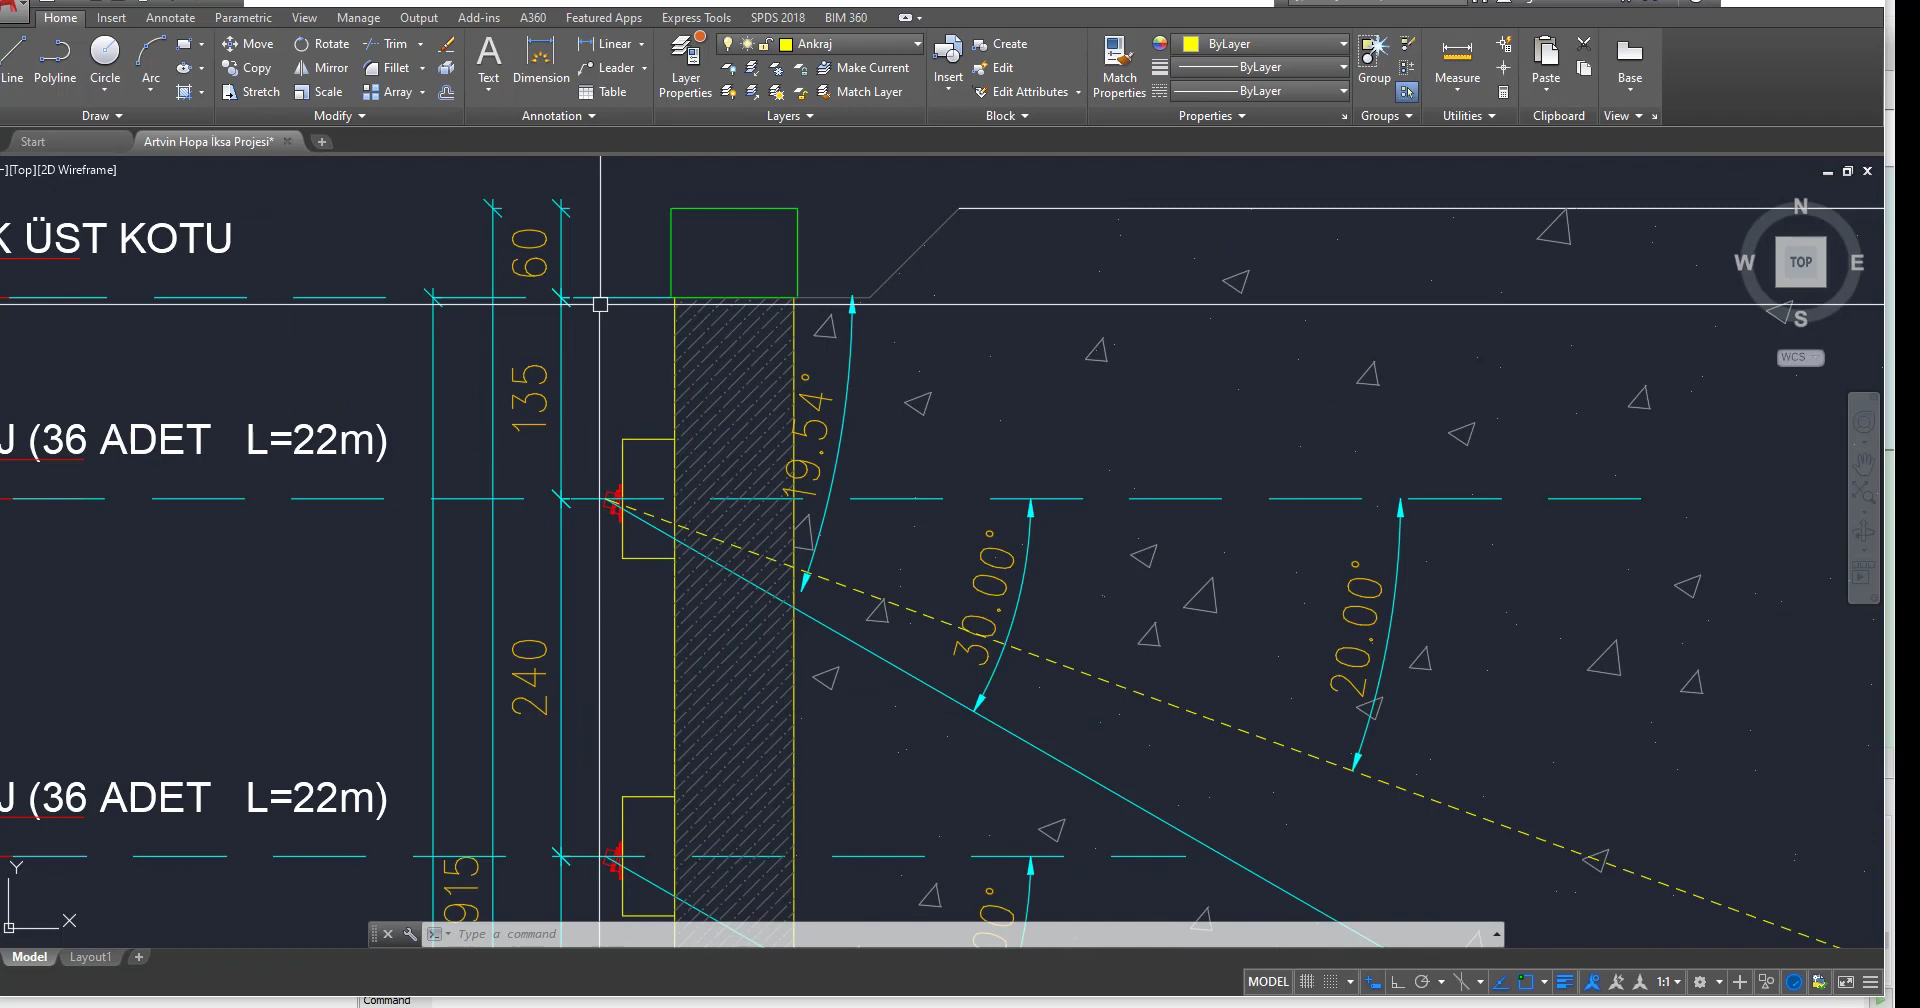 Home Insert Annotate Parametric View Manage Output Add-ins A360 Featured Apps Express Tools SPDS 2018 BIM 360
Line Polyline Circle Arc
Move Rotate Trim
Copy Mirror Fillet
Stretch Scale Array
Text Dimension
Linear
Leader
Table
Layer Properties
Ankraj
Make Current
Match Layer
Insert
Create
Edit
Edit Attributes
Match Properties
ByLayer
ByLayer
ByLayer
Group
Measure
Paste
Base
Draw Modify Annotation Layers Block Properties Groups Utilities Clipboard View
Start Artvin Hopa İksa Projesi*
][Top][2D Wireframe]
N
W TOP E
S
WCS
K ÜST KOTU
60
135
19.54°
J (36 ADET L=22m)
30.00°
20.00°
240
J (36 ADET L=22m)
915
Y
X
Type a command
Model Layout1
MODEL 1:1
Command